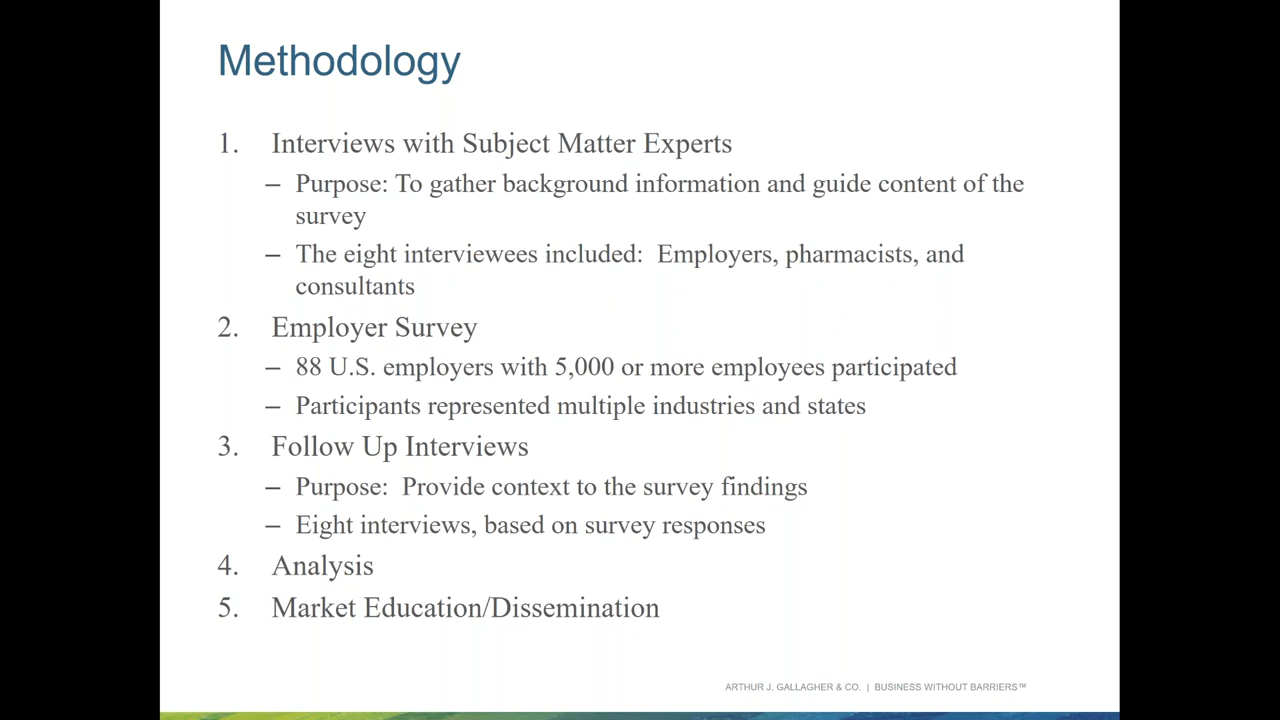 Methodology
1. Interviews with Subject Matter Experts
– Purpose: To gather background information and guide content of the
survey
– The eight interviewees included:  Employers, pharmacists, and
consultants
2. Employer Survey
– 88 U.S. employers with 5,000 or more employees participated
– Participants represented multiple industries and states
3. Follow Up Interviews
– Purpose:  Provide context to the survey findings
– Eight interviews, based on survey responses
4. Analysis
5. Market Education/Dissemination
ARTHUR J. GALLAGHER & CO. | BUSINESS WITHOUT BARRIERS™